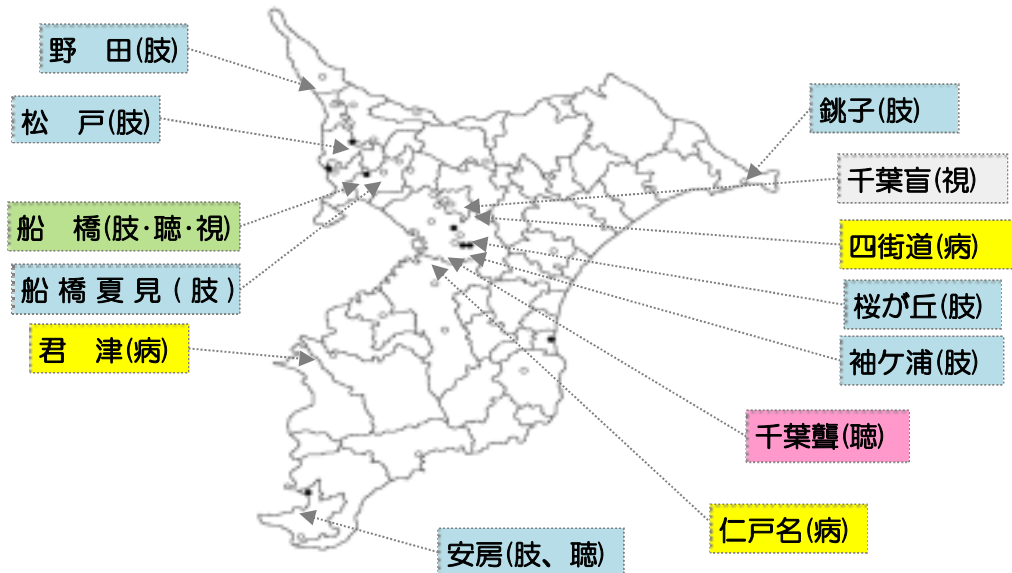 野　田(肢)
松　戸(肢)
船　橋(肢・聴・視)
船橋夏見(肢)
君　津(病)
銚子(肢)
千葉盲(視)
四街道(病)
桜が丘(肢)
袖ケ浦(肢)
千葉聾(聴)
仁戸名(病)
安房(肢、聴)